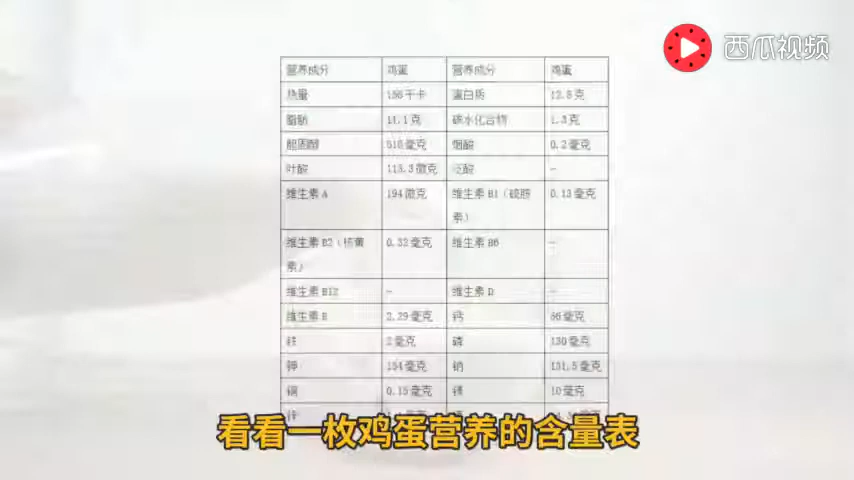 西瓜视频
营养成分 鸡蛋 营养成分 鸡蛋
热量 156千卡 蛋白质 12.8克
脂肪 11.1克 碳水化合物 1.3克
胆固醇 毫克 烟酸 0.2毫克
叶酸 113.3微克 泛酸 -
维生素A 194微克 维生素B1（硫胺 0.13毫克
素）
维生素B2（核黄 0.32毫克 维生素B6 -
素）
维生素B12 - 维生素D -
维生素E 2.29毫克 钙 毫克
铁 2毫克 磷 130毫克
钾 154毫克 钠 131.5毫克
铜 0.15毫克 镁 10毫克
锌
看看一枚鸡蛋营养的含量表